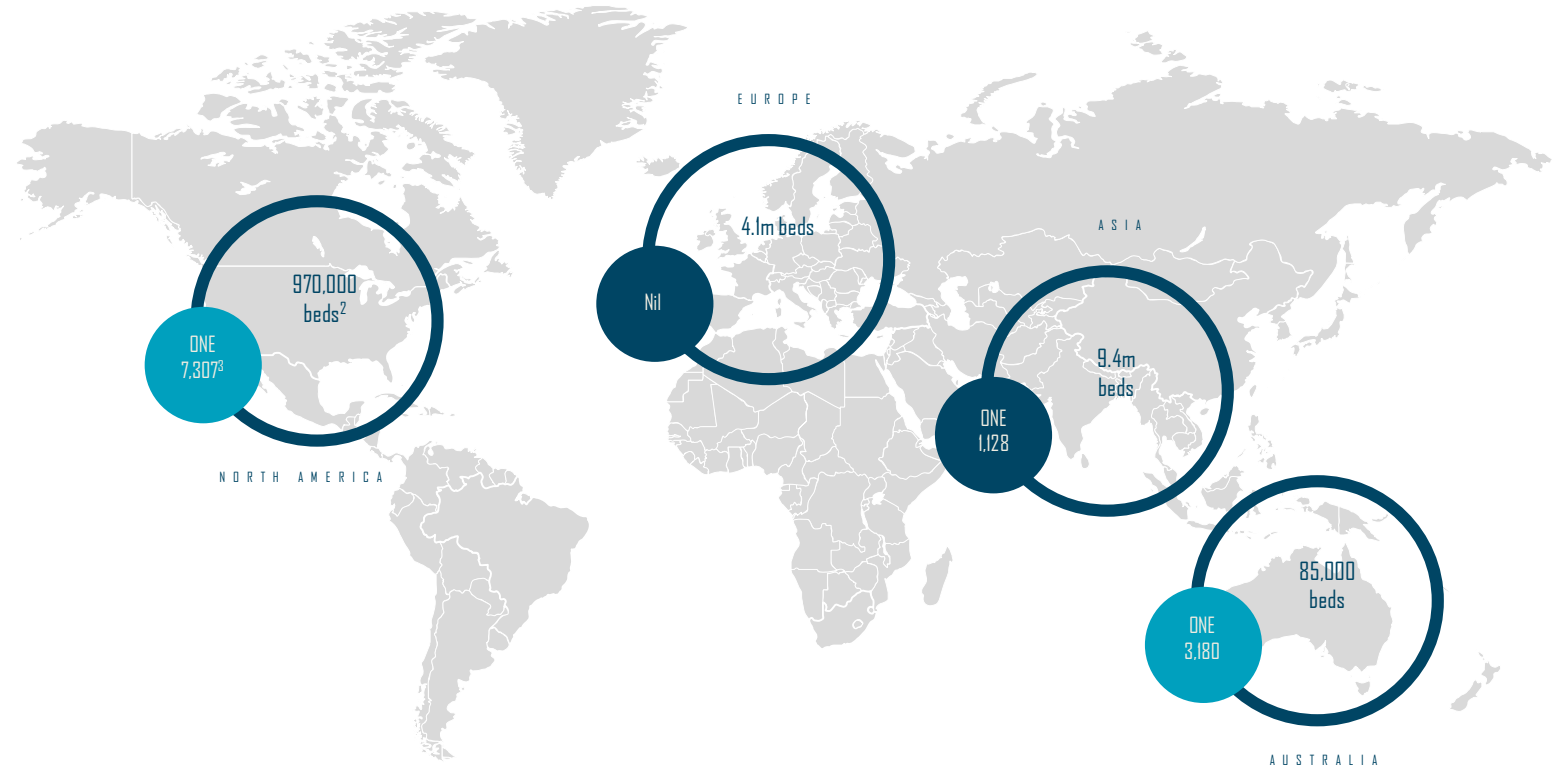 EUROPE
4.1m beds
Nil
ASIA
9.4m
beds
ONE
1,128
970,000
beds²
ONE
7,307³
NORTH AMERICA
85,000
beds
ONE
3,180
AUSTRALIA